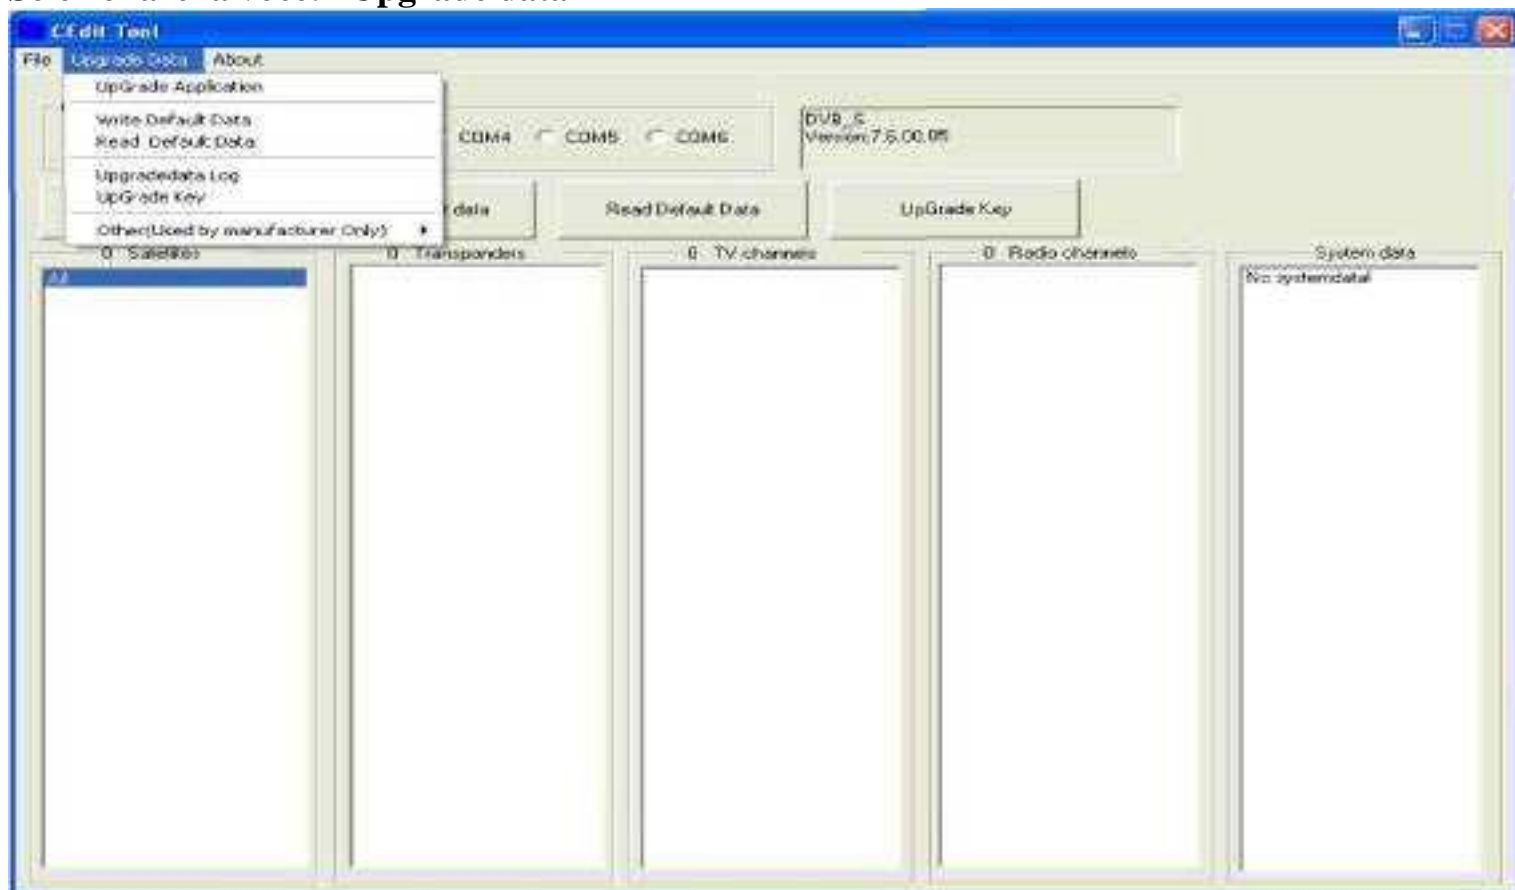 Upgrade data
CEdit Tool
File Upgrade Data About
UpGrade Application
Write Default Data
Read Default Data
Upgradedata Log
UpGrade Key
Other(Used by manufacturer Only)
COM4 COM5 COM6
DVB_S
Version:7.6.00.05
data Read Default Data UpGrade Key
0 Satellites 0 Transponders 0 TV channels 0 Radio channels System data
All No systemdata!